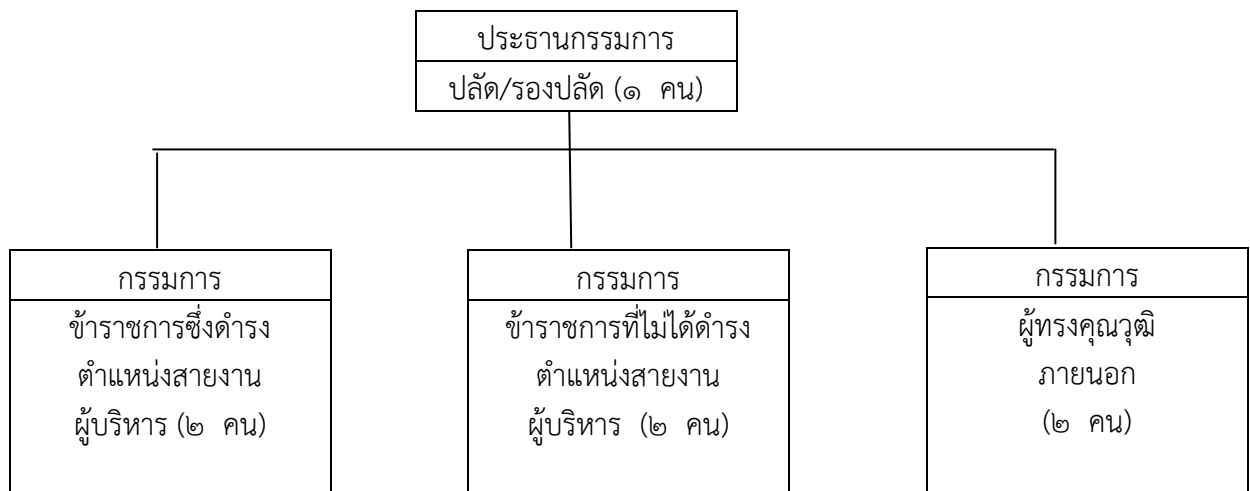 ประธานกรรมการ
ปลัด/รองปลัด (๑ คน)
กรรมการ
ข้าราชการซึ่งดำรง
ตำแหน่งสายงาน
ผู้บริหาร (๒ คน)
กรรมการ
ข้าราชการที่ไม่ได้ดำรง
ตำแหน่งสายงาน
ผู้บริหาร (๒ คน)
กรรมการ
ผู้ทรงคุณวุฒิ
ภายนอก
(๒ คน)